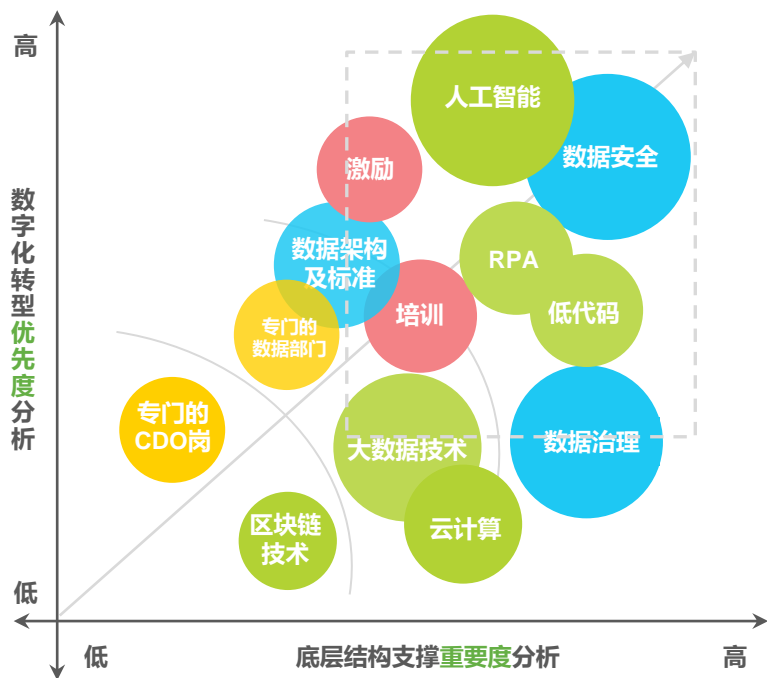 高
人工智能
数据安全
激励
数据架构
及标准
RPA
培训
低代码
专门的
数据部门
数字化转型优先度分析
专门的
CDO岗
大数据技术
数据治理
区块链
技术
云计算
低
低
底层结构支撑重要度分析
高